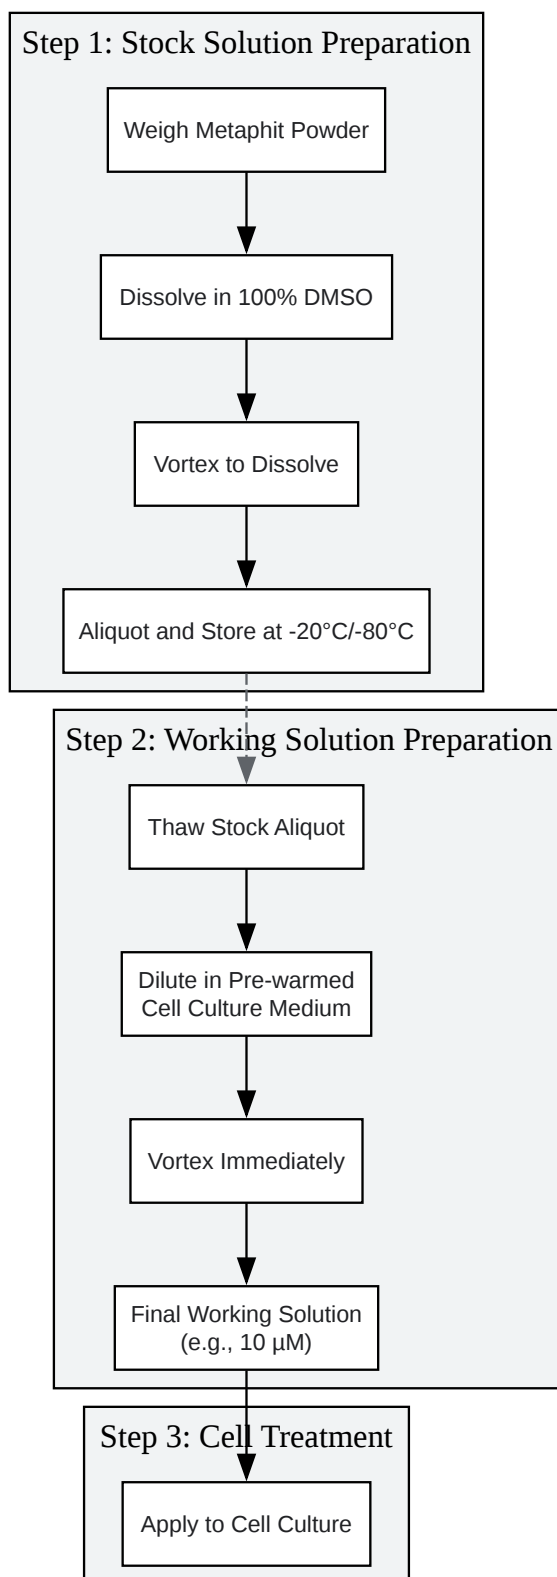 Step 1: Stock Solution Preparation
Weigh Metaphit Powder
Dissolve in 100% DMSO
Vortex to Dissolve
Aliquot and Store at -20°C/-80°C
Step 2: Working Solution Preparation
Thaw Stock Aliquot
Dilute in Pre-warmed
Cell Culture Medium
Vortex Immediately
Final Working Solution
(e.g., 10 µM)
Step 3: Cell Treatment
Apply to Cell Culture